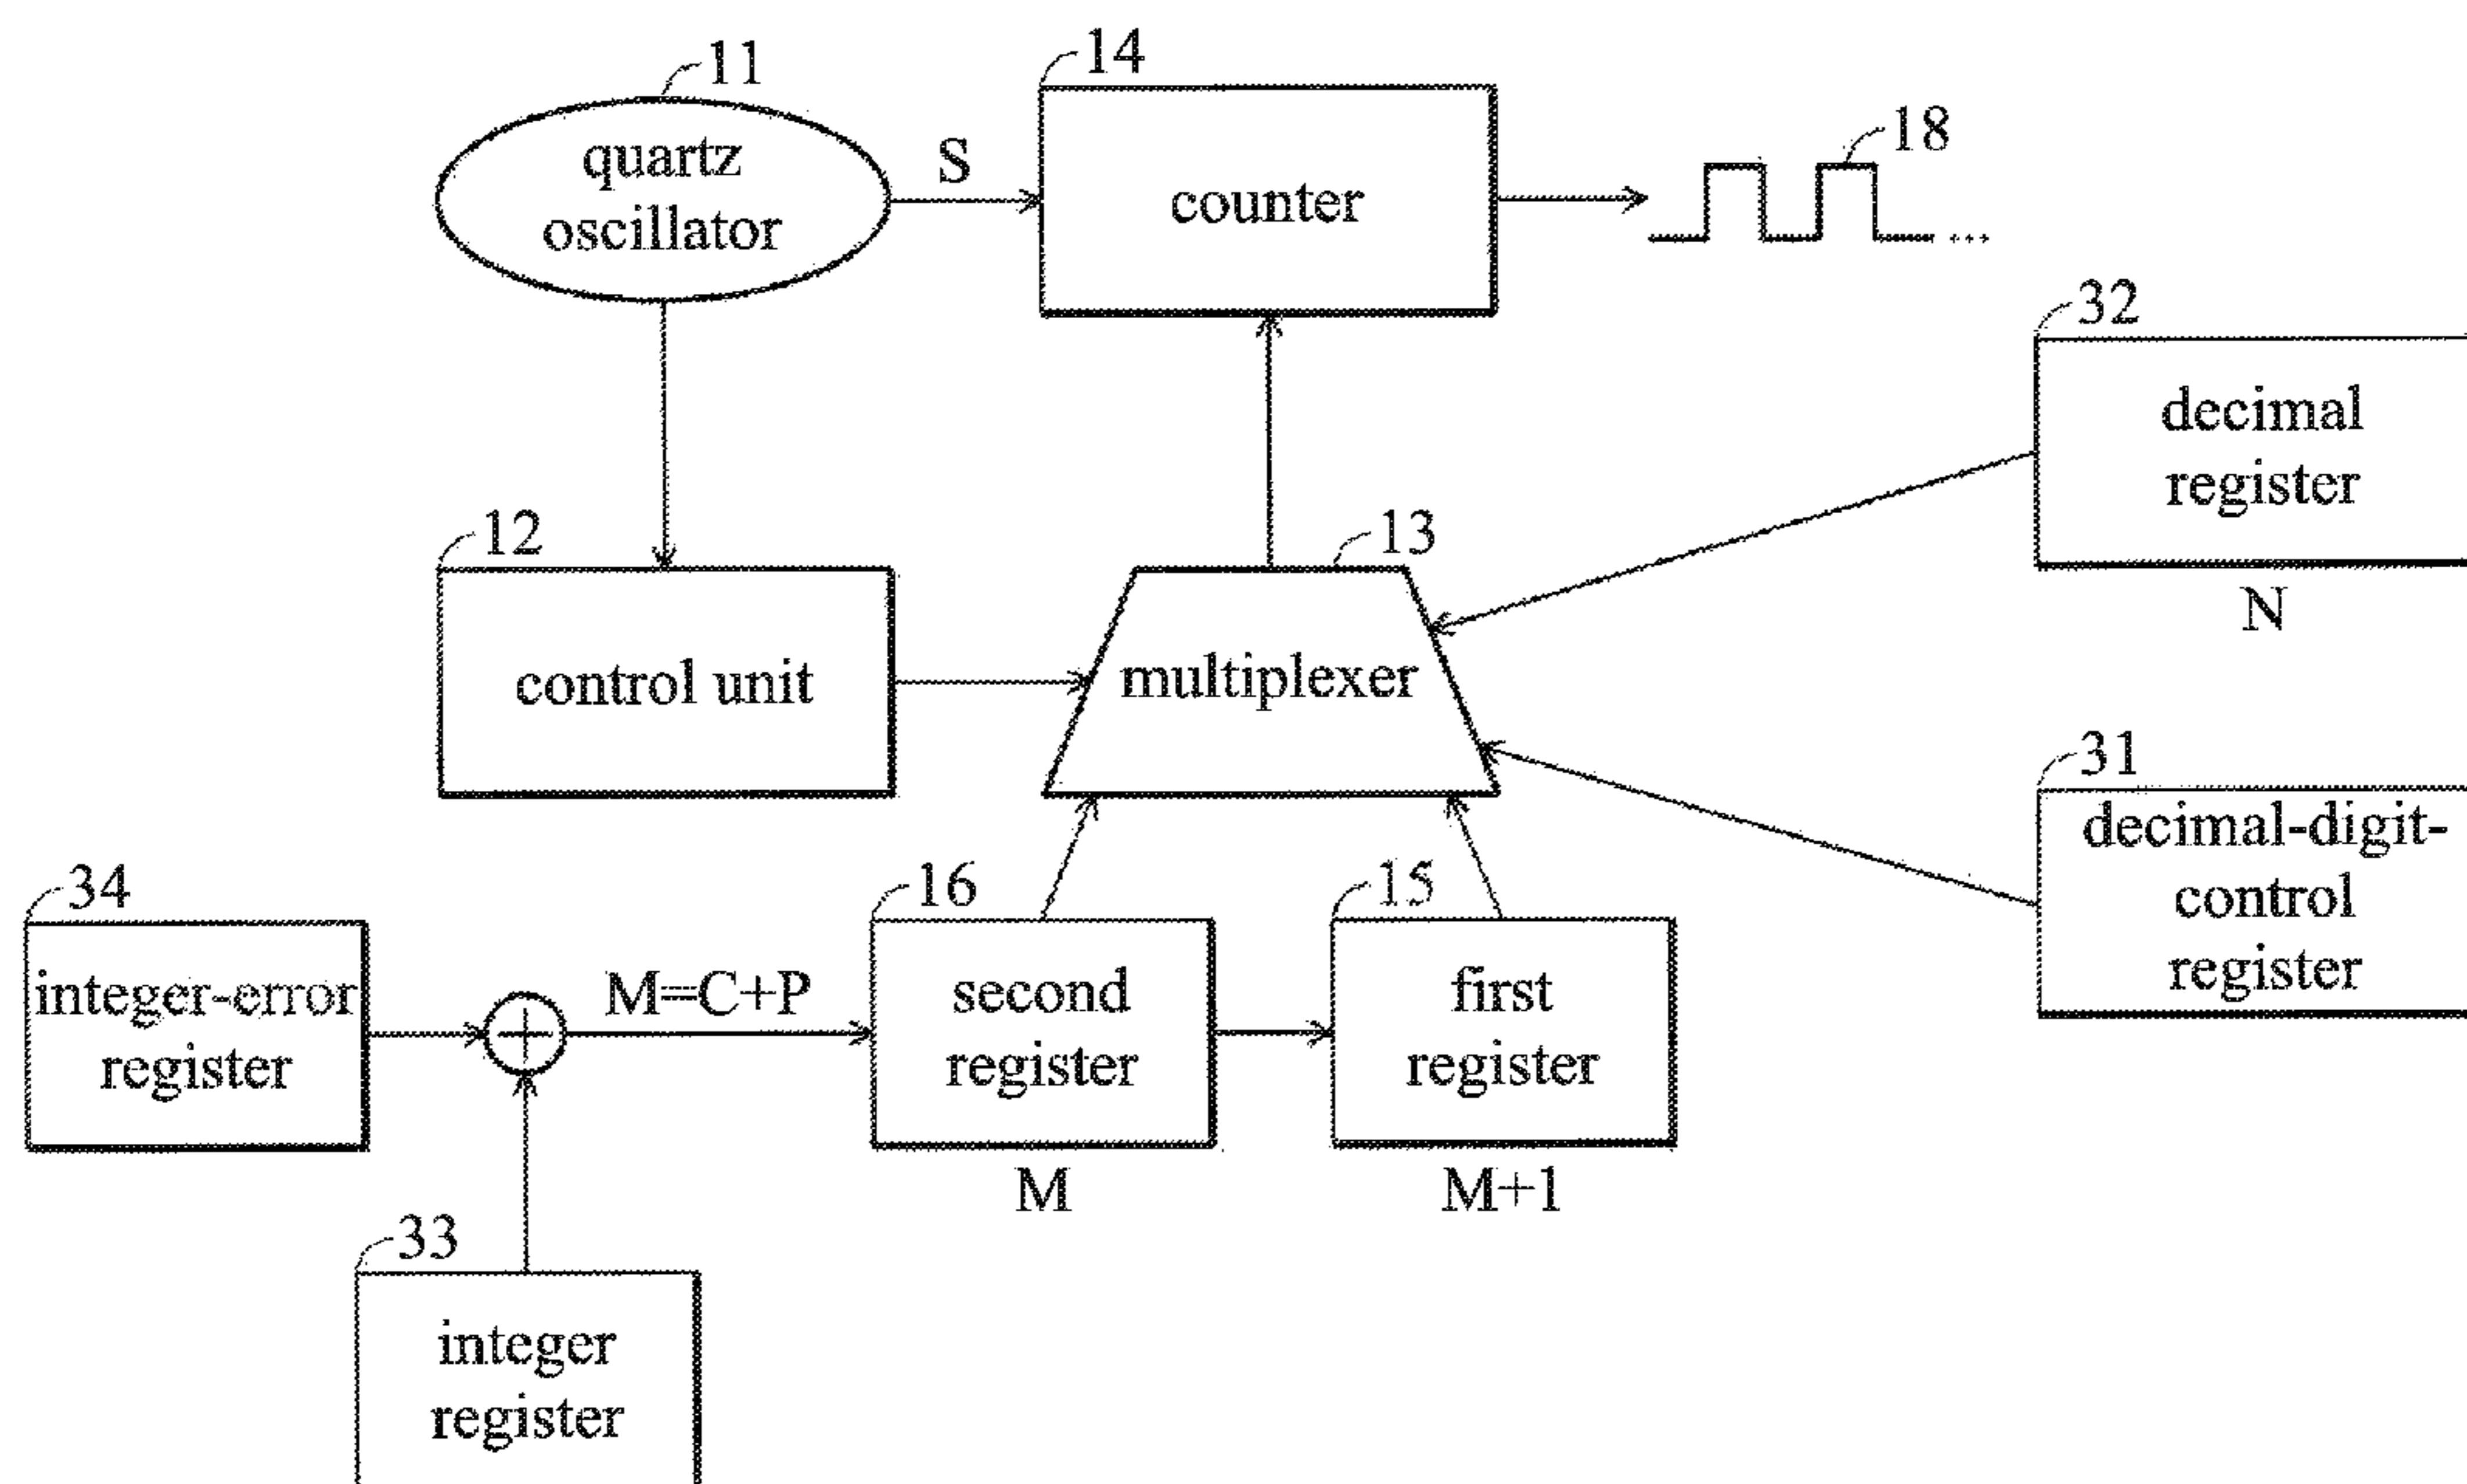 11
quartz
oscillator
S
14
counter
18
32
decimal
register
N
12
control unit
13
multiplexer
31
decimal-digit-
control
register
34
integer-error
register
M=C+P
16
second
register
M
15
first
register
M+1
33
integer
register